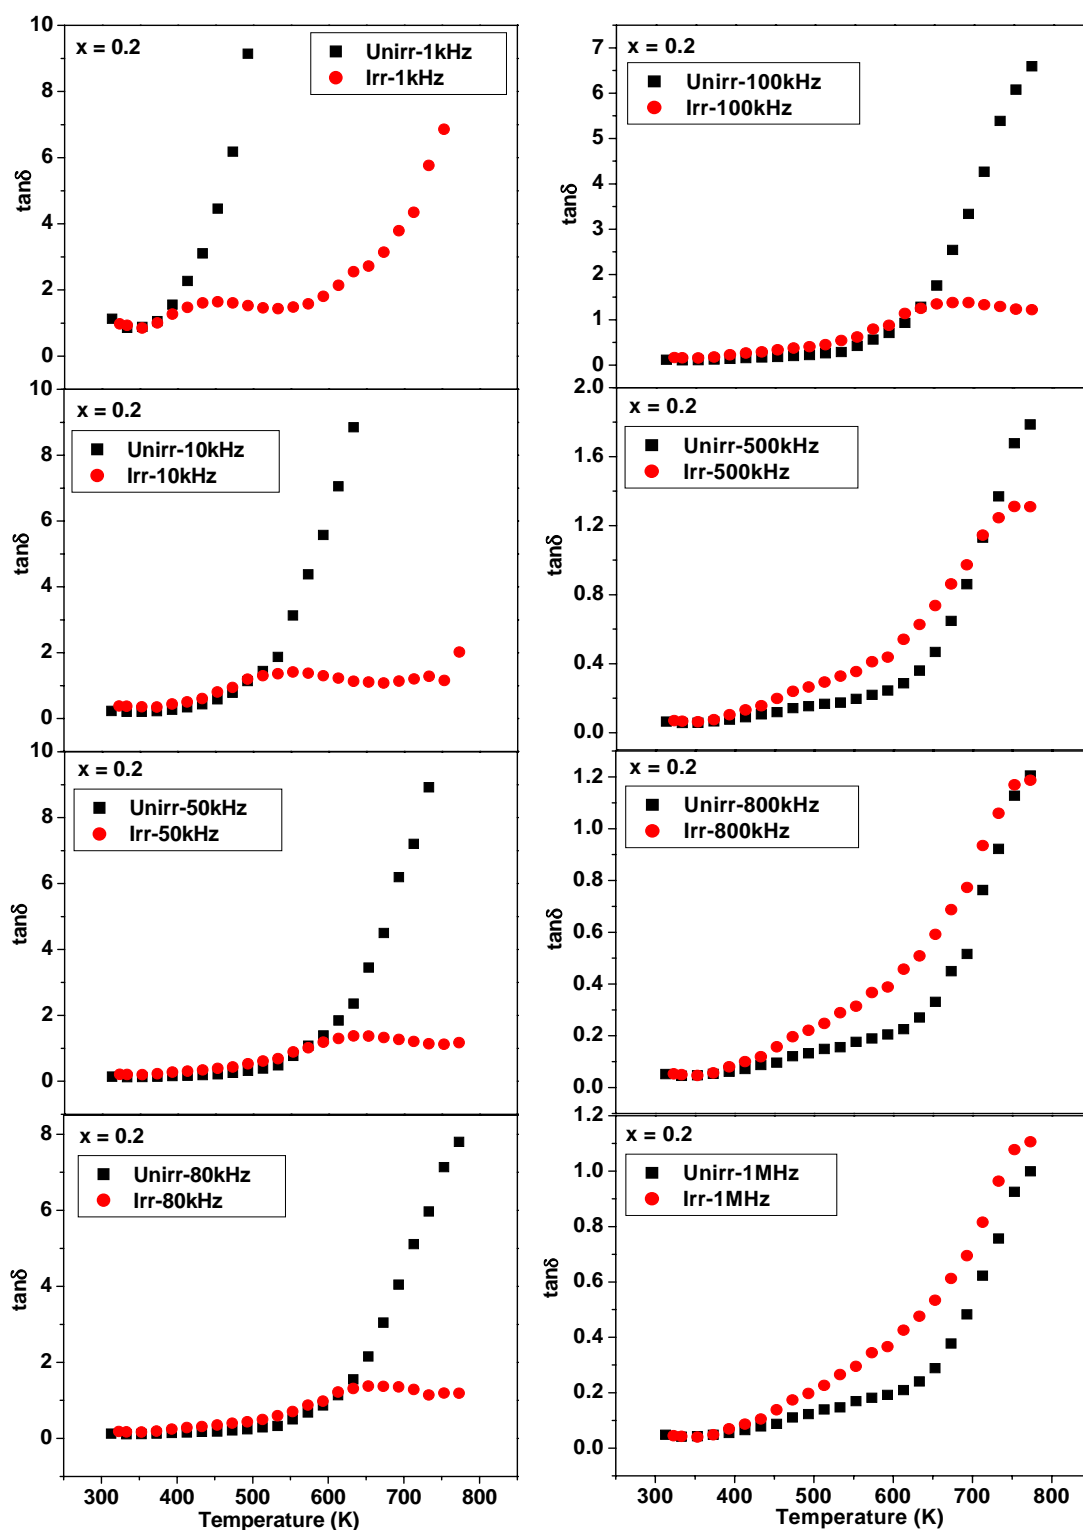 x = 0.2
Unirr-1kHz
Irr-1kHz
10
8
6
4
2
0
tanδ
x = 0.2
Unirr-10kHz
Irr-10kHz
10
8
6
4
2
0
tanδ
x = 0.2
Unirr-50kHz
Irr-50kHz
10
8
6
4
2
0
tanδ
x = 0.2
Unirr-80kHz
Irr-80kHz
8
6
4
2
0
tanδ
300 400 500 600 700 800
Temperature (K)
x = 0.2
Unirr-100kHz
Irr-100kHz
7
6
5
4
3
2
1
0
tanδ
x = 0.2
Unirr-500kHz
Irr-500kHz
2.0
1.6
1.2
0.8
0.4
0.0
tanδ
x = 0.2
Unirr-800kHz
Irr-800kHz
1.2
1.0
0.8
0.6
0.4
0.2
0.0
tanδ
x = 0.2
Unirr-1MHz
Irr-1MHz
1.2
1.0
0.8
0.6
0.4
0.2
0.0
tanδ
300 400 500 600 700 800
Temperature (K)